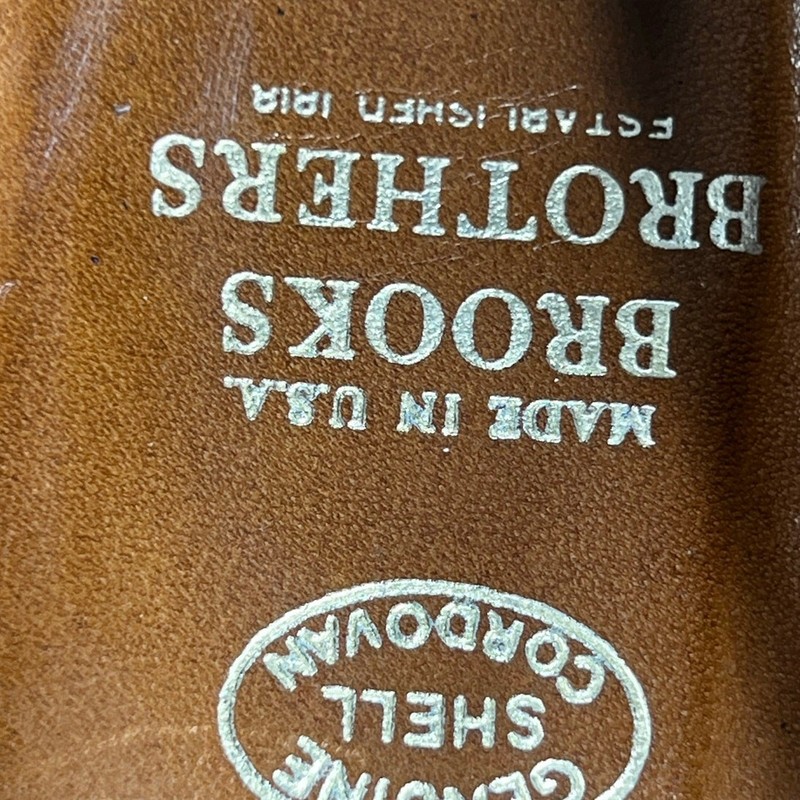 GENUINE
SHELL
CORDOVAN
MADE IN U.S.A.
BROOKS
BROTHERS
ESTABLISHED 1818